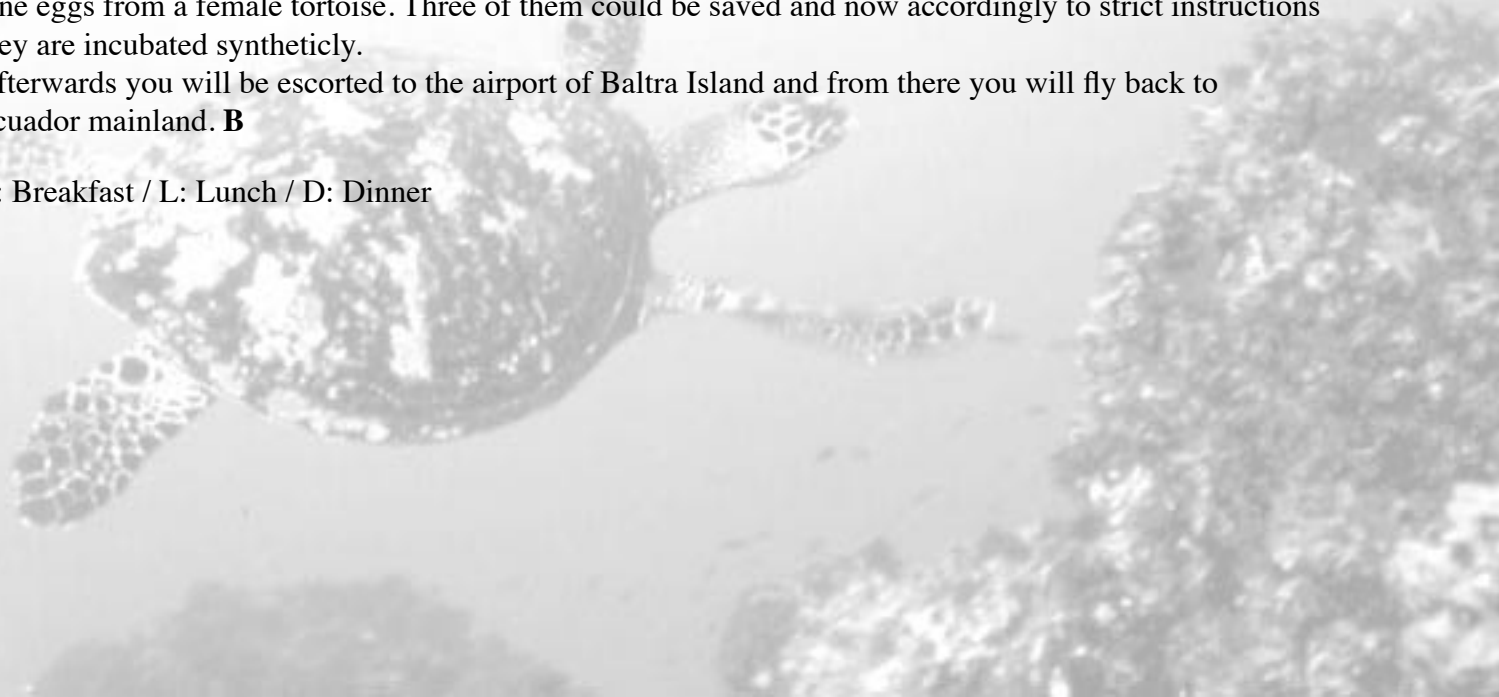 ne eggs from a female tortoise. Three of them could be saved and now accordingly to strict instructions
ey are incubated syntheticly.
fterwards you will be escorted to the airport of Baltra Island and from there you will fly back to
cuador mainland. B
: Breakfast / L: Lunch / D: Dinner